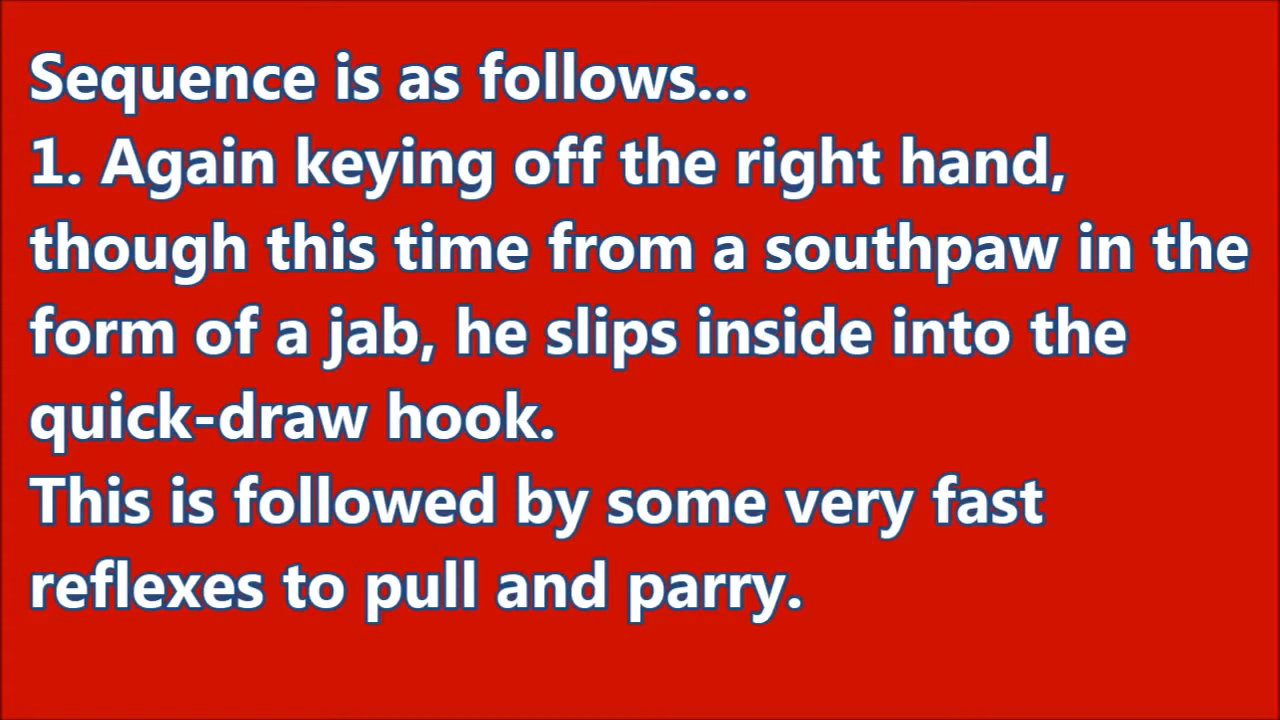 Sequence is as follows...
1. Again keying off the right hand,
though this time from a southpaw in the
form of a jab, he slips inside into the
quick-draw hook.
This is followed by some very fast
reflexes to pull and parry.